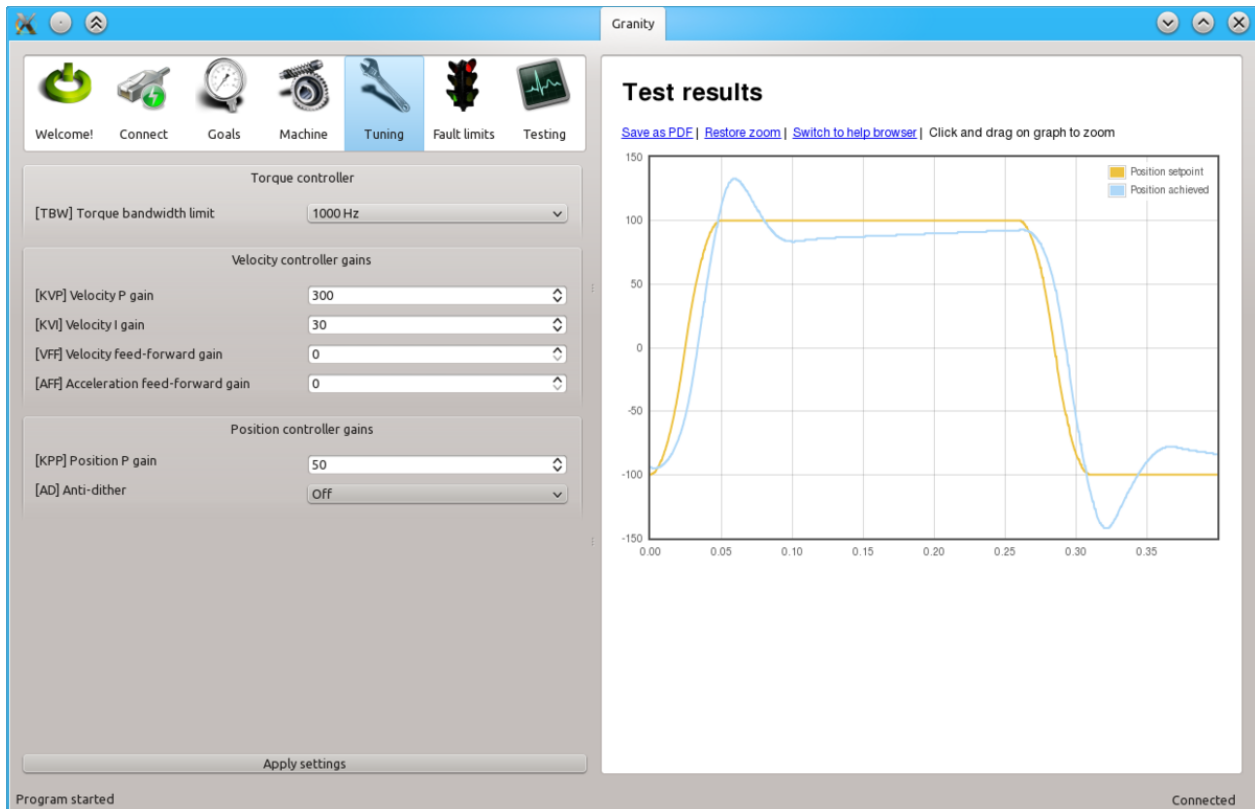 Granity
Welcome! Connect Goals Machine Tuning Fault limits Testing
Torque controller
[TBW] Torque bandwidth limit 1000 Hz
Velocity controller gains
[KVP] Velocity P gain 300
[KVI] Velocity I gain 30
[VFF] Velocity feed-forward gain 0
[AFF] Acceleration feed-forward gain 0
Position controller gains
[KPP] Position P gain 50
[AD] Anti-dither Off
Apply settings
Test results
Save as PDF | Restore zoom | Switch to help browser | Click and drag on graph to zoom
Position setpoint
Position achieved
150
100
50
0
-50
-100
-150
0.00 0.05 0.10 0.15 0.20 0.25 0.30 0.35
Program started Connected